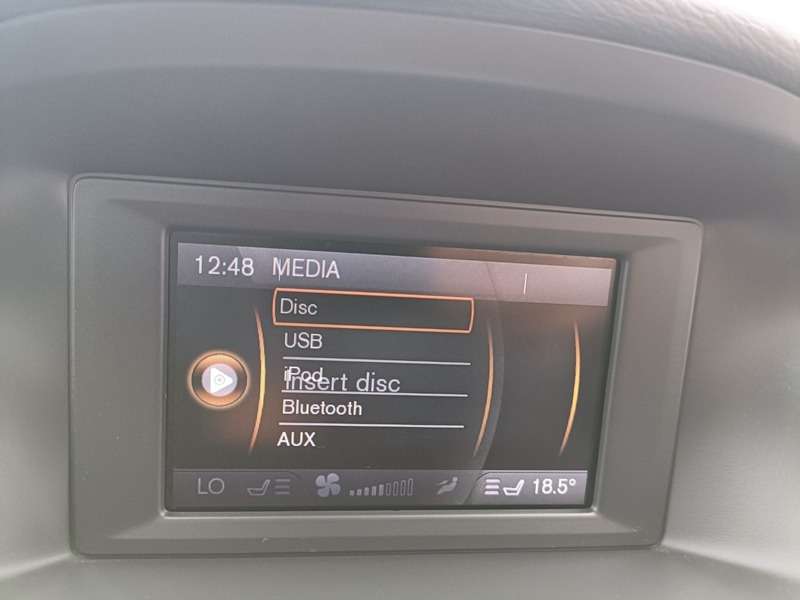 12:48 MEDIA
Disc
USB
iPod
Insert disc
Bluetooth
AUX
LO 18.5°